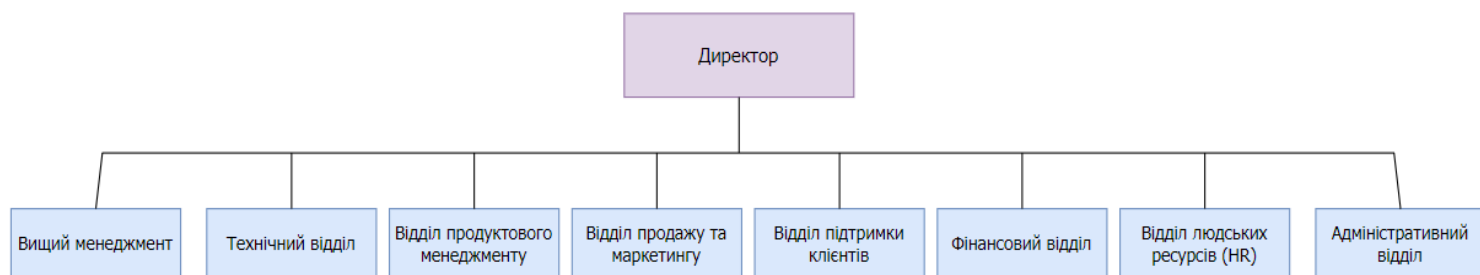 Директор
Вищий менеджмент
Технічний відділ
Відділ продуктового
менеджменту
Відділ продажу та
маркетингу
Відділ підтримки
клієнтів
Фінансовий відділ
Відділ людських
ресурсів (HR)
Адміністративний
відділ